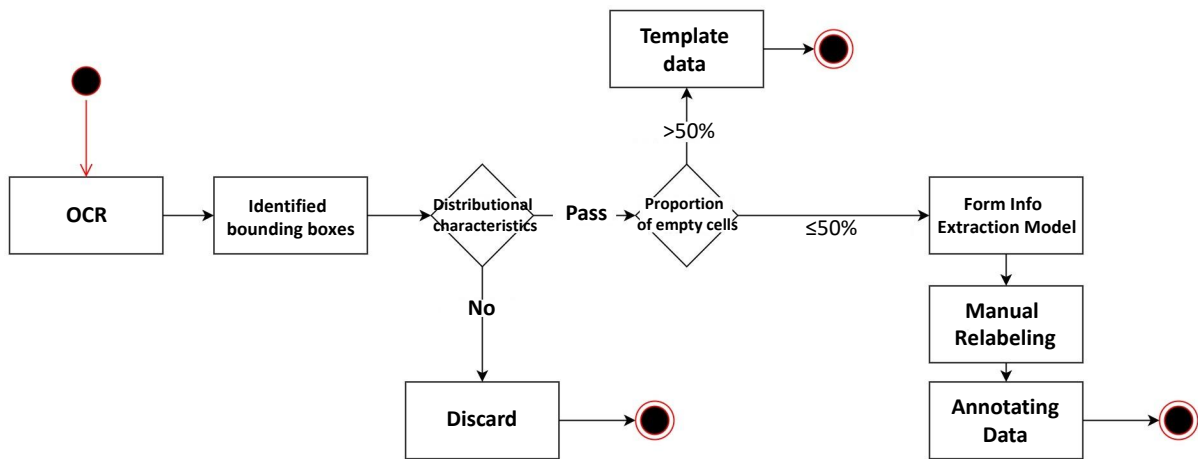 Template
data
>50%
OCR
Identified
bounding boxes
Distributional
characteristics
Pass
Proportion
of empty cells
≤50%
Form Info
Extraction Model
No
Manual
Relabeling
Discard
Annotating
Data